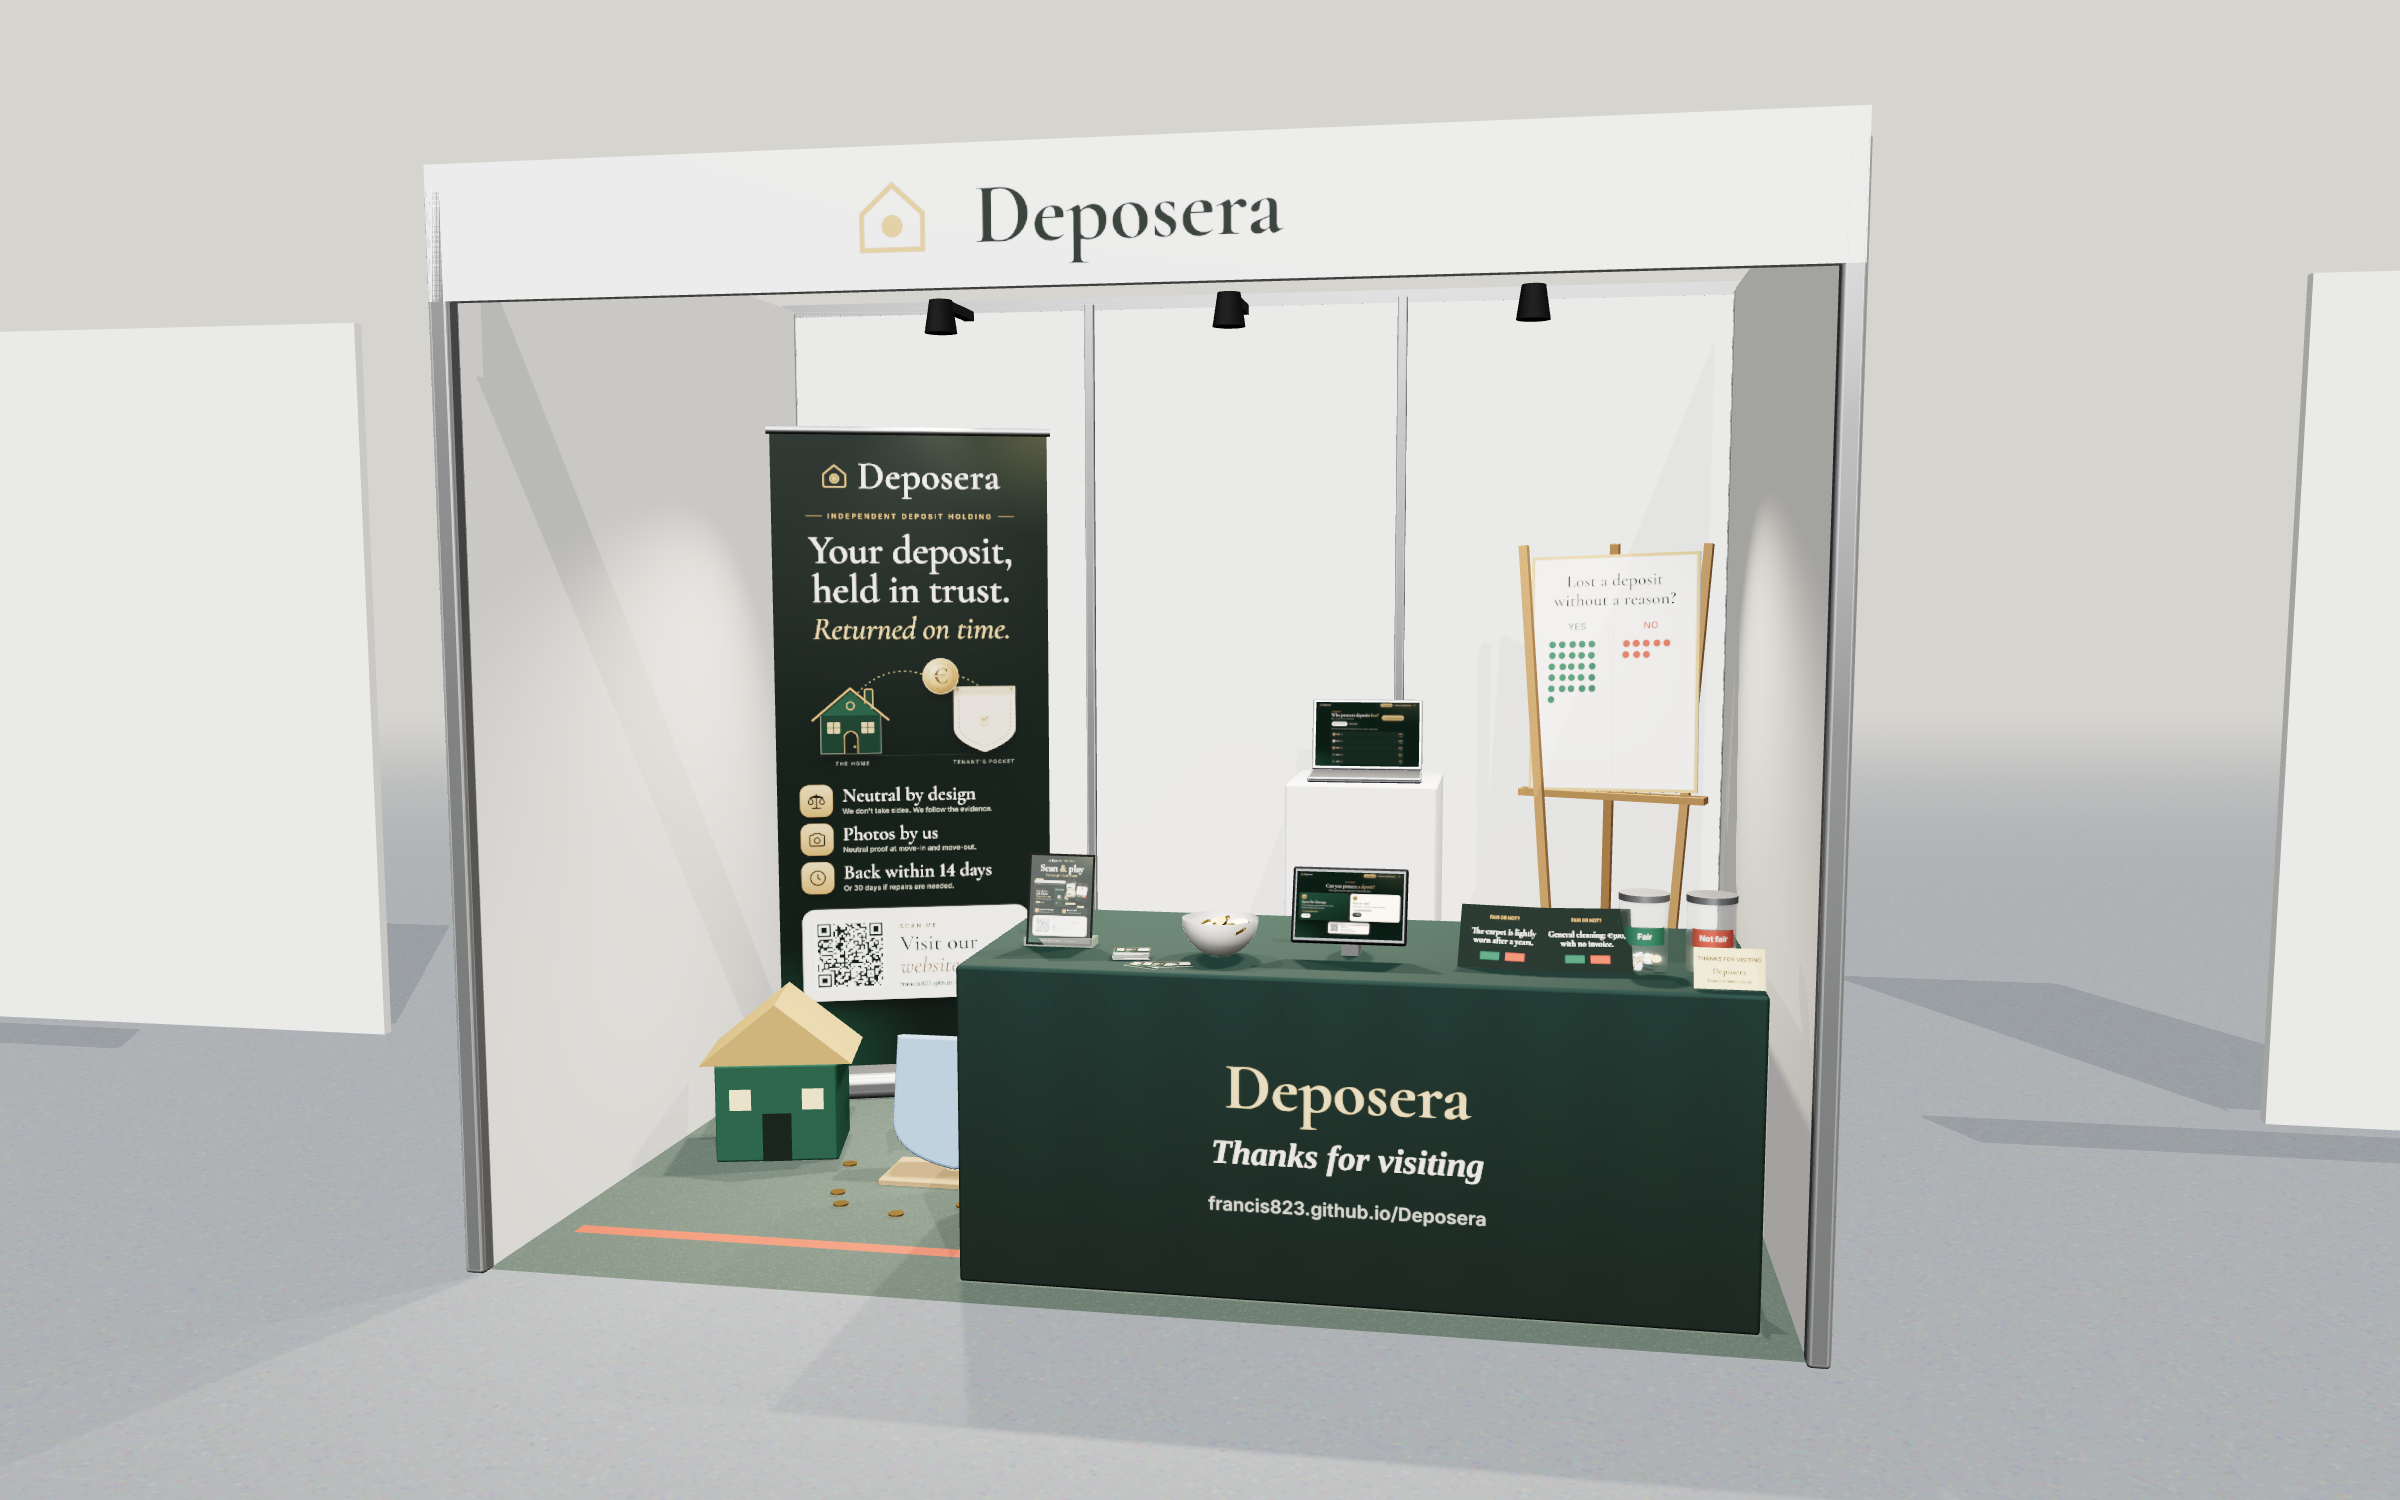 Deposera
Deposera
INDEPENDENT DEPOSIT HOLDING
Your deposit,
held in trust.
Returned on time.
€
THE HOME
TENANT'S POCKET
Neutral by design
We don't take sides. We follow the evidence.
Photos by us
Neutral proof at move-in and move-out.
Back within 14 days
Or 30 days if repairs are needed.
SCAN ME
Visit our
website
Scan & play
Lost a deposit
without a reason?
YES
NO
FAIR OR NOT?
The carpet is lightly
worn after 2 years.
FAIR OR NOT?
General cleaning: €300,
with no invoice.
Fair
Not fair
THANKS FOR VISITING
Deposera
Deposera
Thanks for visiting
francis823.github.io/Deposera